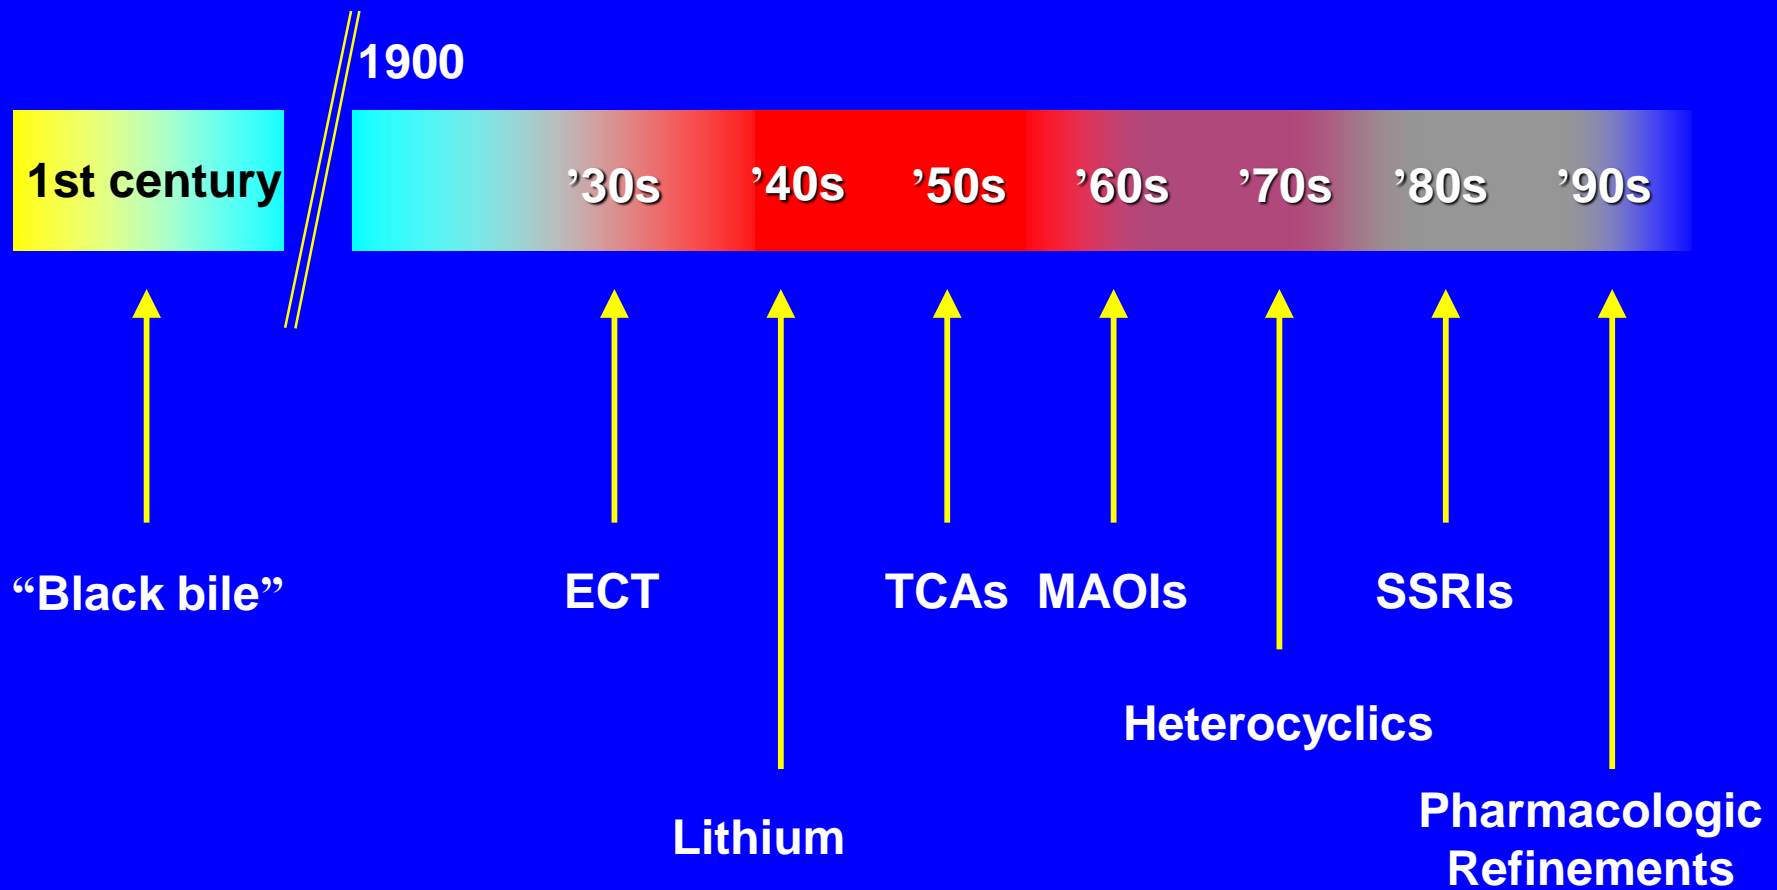 1900
1st century
’30s
’40s
’50s
’60s
’70s
’80s
’90s
“Black bile”
ECT
TCAs
MAOIs
SSRIs
Heterocyclics
Lithium
Pharmacologic
Refinements